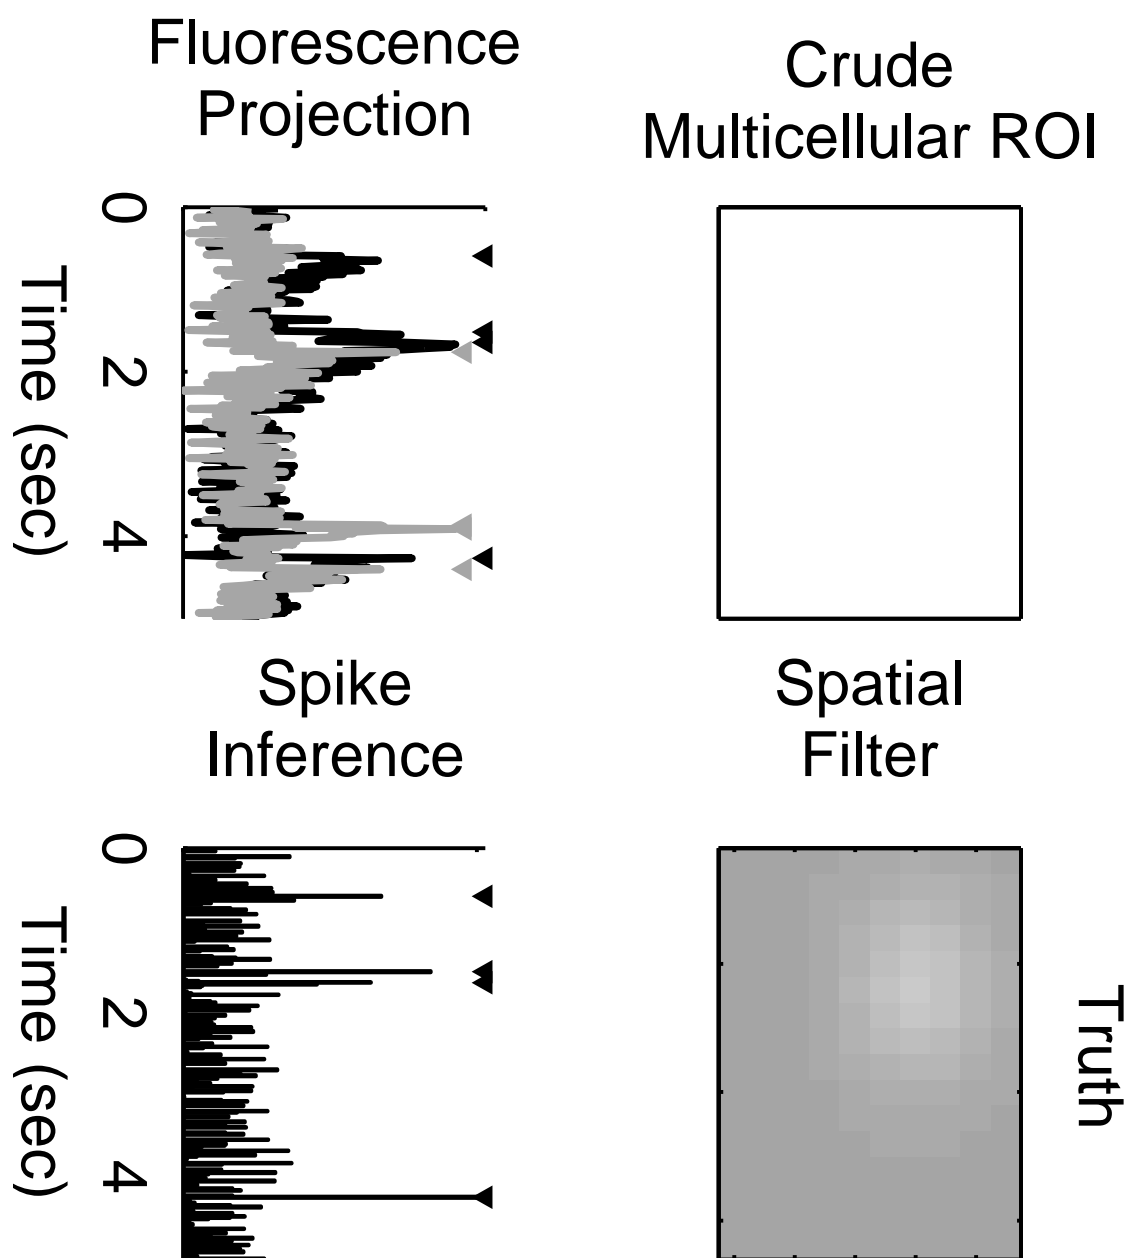 Fluorescence
Projection
Crude
Multicellular ROI
0
2
4
Time (sec)
Spike
Inference
Spatial
Filter
0
2
4
Time (sec)
Truth